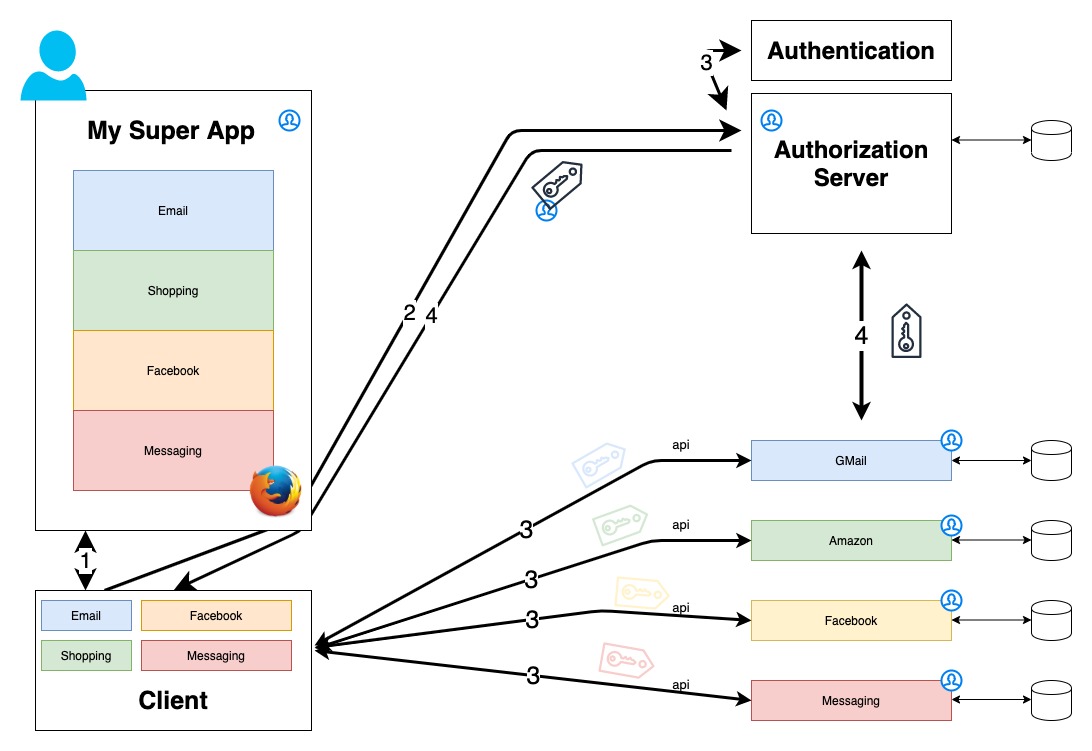 Authentication
3
My Super App
Authorization
Server
Email
Shopping
Facebook
Messaging
2
4
4
api
GMail
3
api
Amazon
3
1
api
Facebook
3
Email
Facebook
Shopping
Messaging
3
api
Messaging
Client